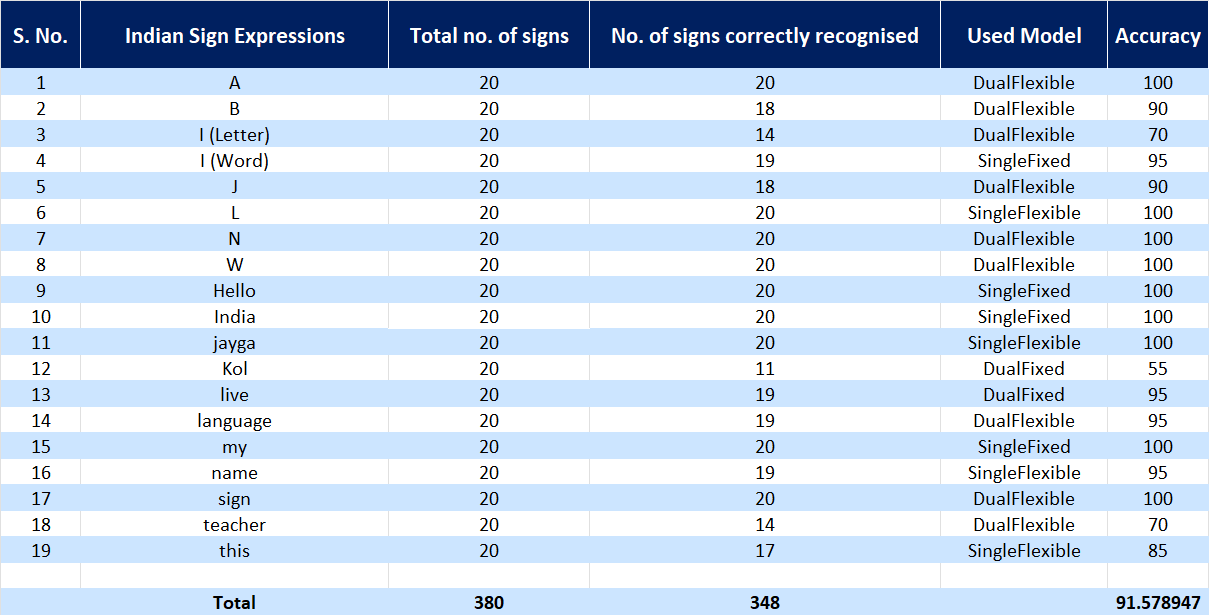 S. No. Indian Sign Expressions Total no. of signs No. of signs correctly recognised Used Model Accuracy
1 A 20 20 DualFlexible 100
2 B 20 18 DualFlexible 90
3 I (Letter) 20 14 DualFlexible 70
4 I (Word) 20 19 SingleFixed 95
5 J 20 18 DualFlexible 90
6 L 20 20 SingleFlexible 100
7 N 20 20 DualFlexible 100
8 W 20 20 DualFlexible 100
9 Hello 20 20 SingleFixed 100
10 India 20 20 SingleFixed 100
11 jayga 20 20 SingleFlexible 100
12 Kol 20 11 DualFixed 55
13 live 20 19 DualFixed 95
14 language 20 19 DualFlexible 95
15 my 20 20 SingleFixed 100
16 name 20 19 SingleFlexible 95
17 sign 20 20 DualFlexible 100
18 teacher 20 14 DualFlexible 70
19 this 20 17 SingleFlexible 85
Total 380 348 91.578947